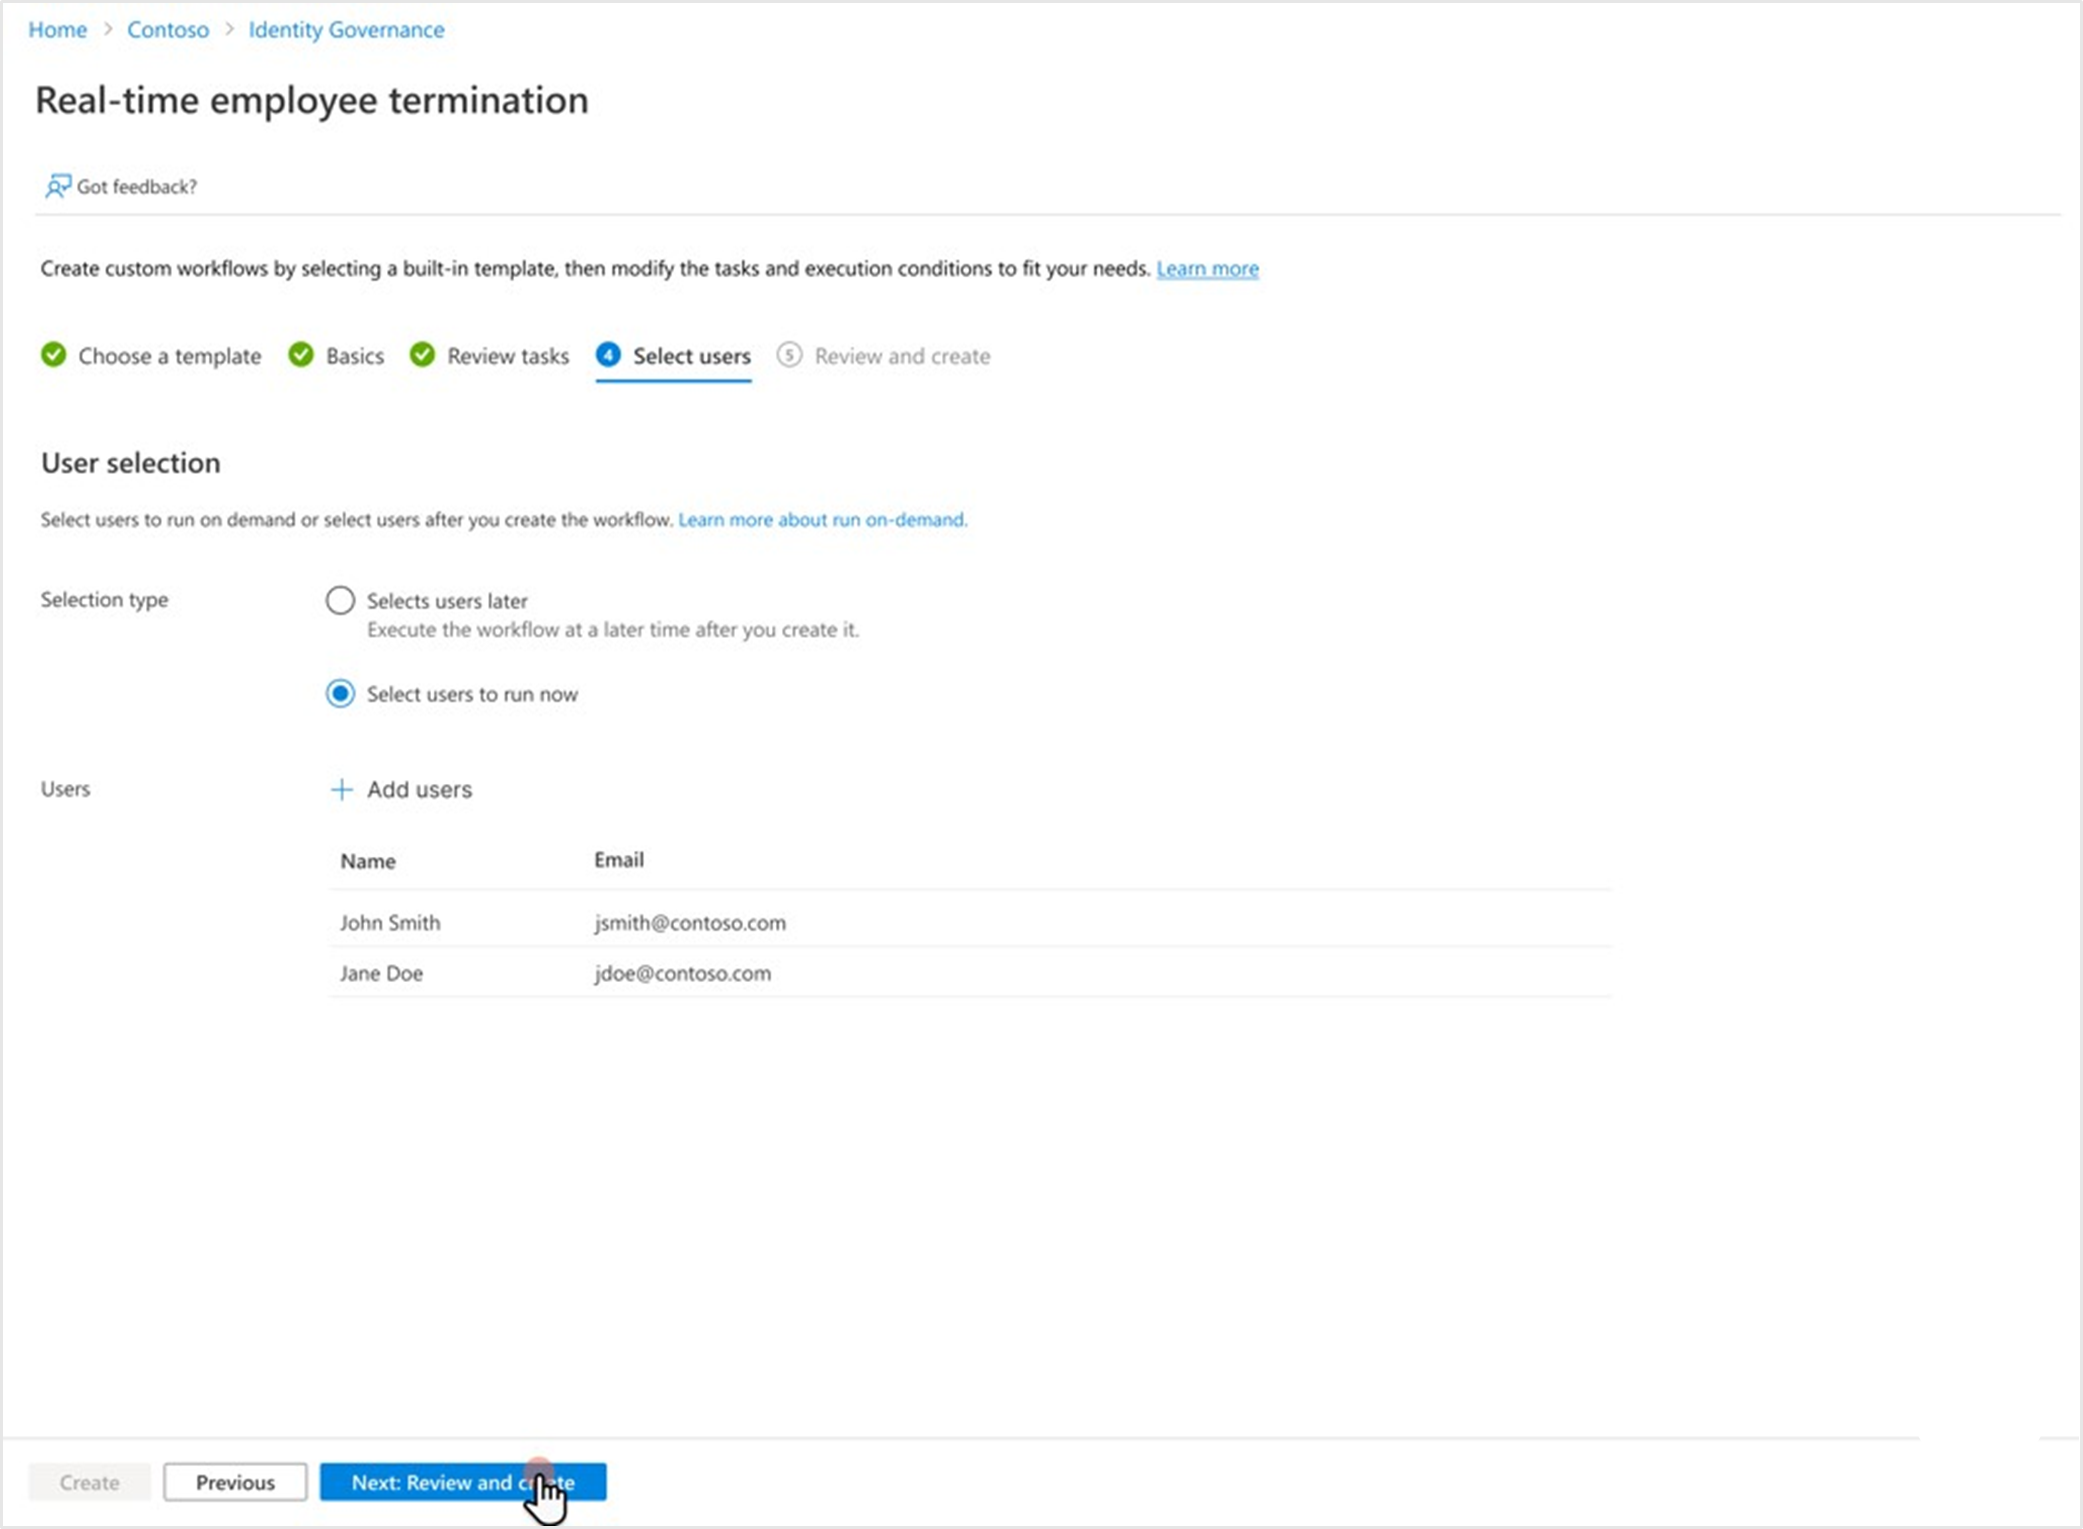 Home > Contoso > Identity Governance
Real-time employee termination
Got feedback?
Create custom workflows by selecting a built-in template, then modify the tasks and execution conditions to fit your needs. Learn more
Choose a template Basics Review tasks 4 Select users 5 Review and create
User selection
Select users to run on demand or select users after you create the workflow. Learn more about run on-demand.
Selection type Selects users later
Execute the workflow at a later time after you create it.
Select users to run now
Users + Add users
Name Email
John Smith jsmith@contoso.com
Jane Doe jdoe@contoso.com
Create Previous Next: Review and create